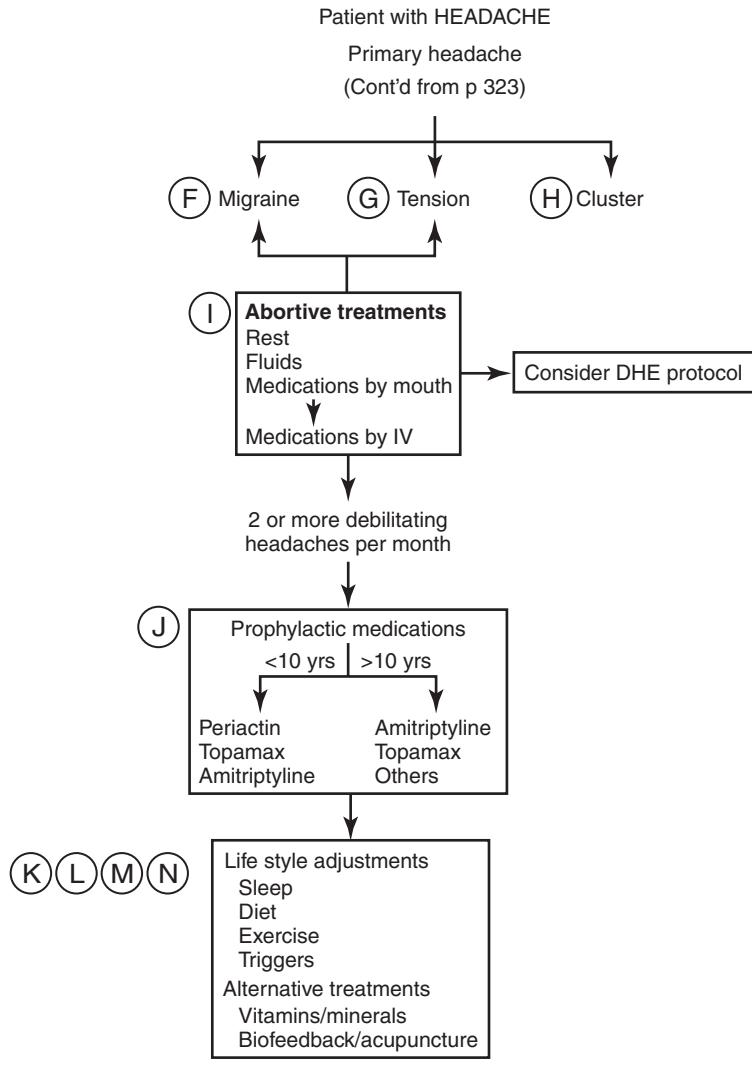 Patient with HEADACHE
Primary headache
(Cont'd from p 323)
F Migraine
G Tension
H Cluster
I
Abortive treatments
Rest
Fluids
Medications by mouth
Medications by IV
Consider DHE protocol
2 or more debilitating
headaches per month
J
Prophylactic medications
<10 yrs
>10 yrs
Periactin
Topamax
Amitriptyline
Amitriptyline
Topamax
Others
K L M N
Life style adjustments
Sleep
Diet
Exercise
Triggers
Alternative treatments
Vitamins/minerals
Biofeedback/acupuncture